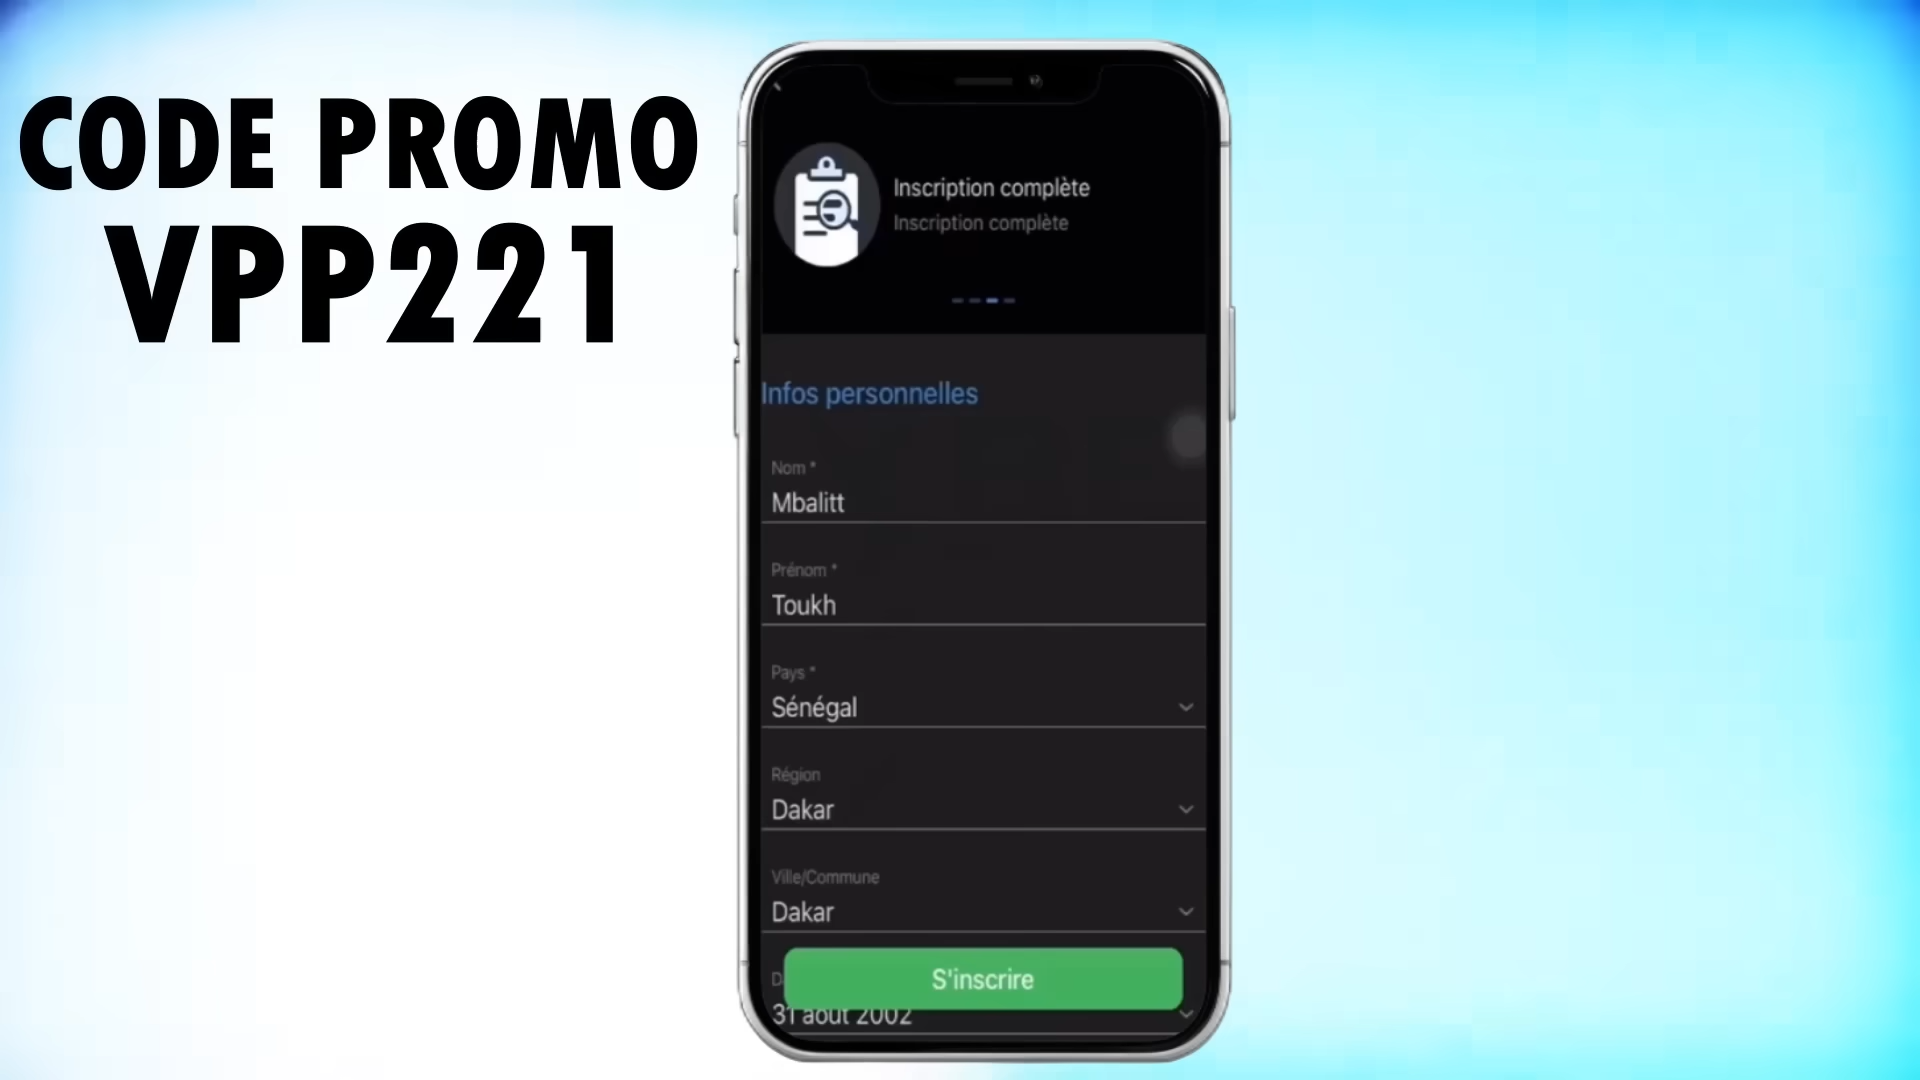 CODE PROMO
VPP221
Inscription complète
Inscription complète
Infos personnelles
Nom *
Mbalitt
Prénom *
Toukh
Pays *
Sénégal
Région
Dakar
Ville/Commune
Dakar
S'inscrire
31 août 2002